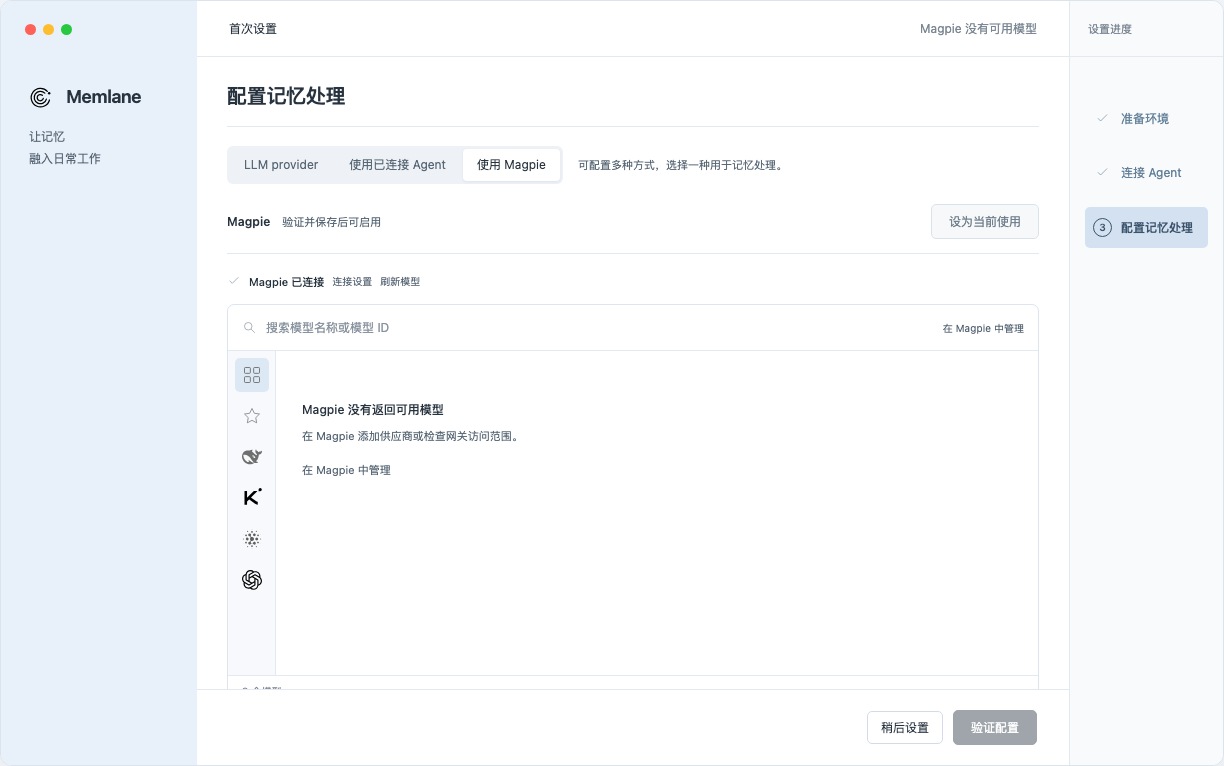 首次设置
Magpie 没有可用模型
设置进度
Memlane
让记忆
融入日常工作
配置记忆处理
LLM provider
使用已连接 Agent
使用 Magpie
可配置多种方式，选择一种用于记忆处理。
Magpie 验证并保存后可启用
设为当前使用
Magpie 已连接 连接设置 刷新模型
搜索模型名称或模型 ID
在 Magpie 中管理
Magpie 没有返回可用模型
在 Magpie 添加供应商或检查网关访问范围。
在 Magpie 中管理
稍后设置
验证配置
准备环境
连接 Agent
3 配置记忆处理